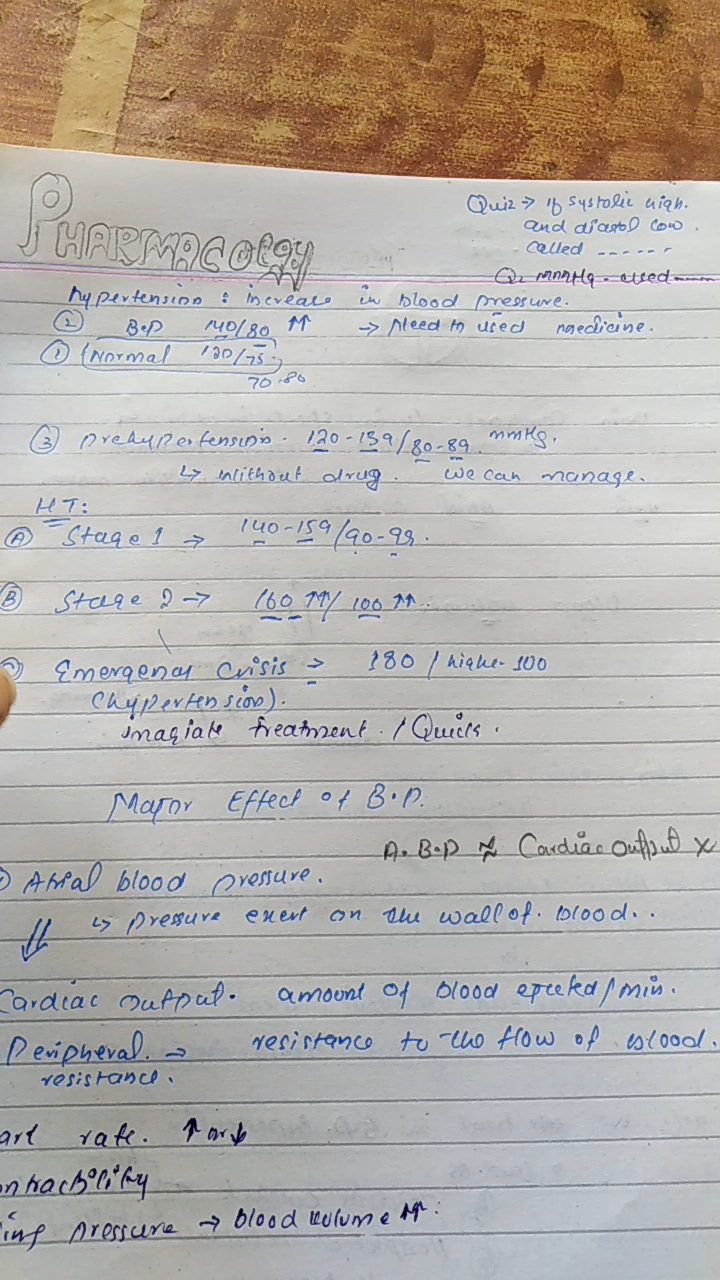 PHARMACOLOGY
Quiz → If systolic high.
and diastol low.
called ------
Q. mmHg. used
hypertension : increase in blood pressure.
② B.P 140/80 ↑↑ → Need to used medicine.
① Normal 120/75.
70.80
③ prehypertension. 120-139/80-89 mmHg.
↳ without drug. we can manage.
HT:
Ⓐ Stage 1 → 140-159/90-99.
Ⓑ Stage 2 → 160 ↑↑/ 100 ↑↑.
Crisis → 180 / higher 100
(hypertension).
treatment. / Quick.
Major Effect of B.P.
A.B.P ≈ Cardiac output ×
blood pressure.
↳ pressure exert on the wall of. blood..
Cardiac output. amount of blood /min.
Peripheral. → resistance to the flow of blood.
resistance.
art rate. ↑ or ↓
ing pressure → blood volume ↑↑.